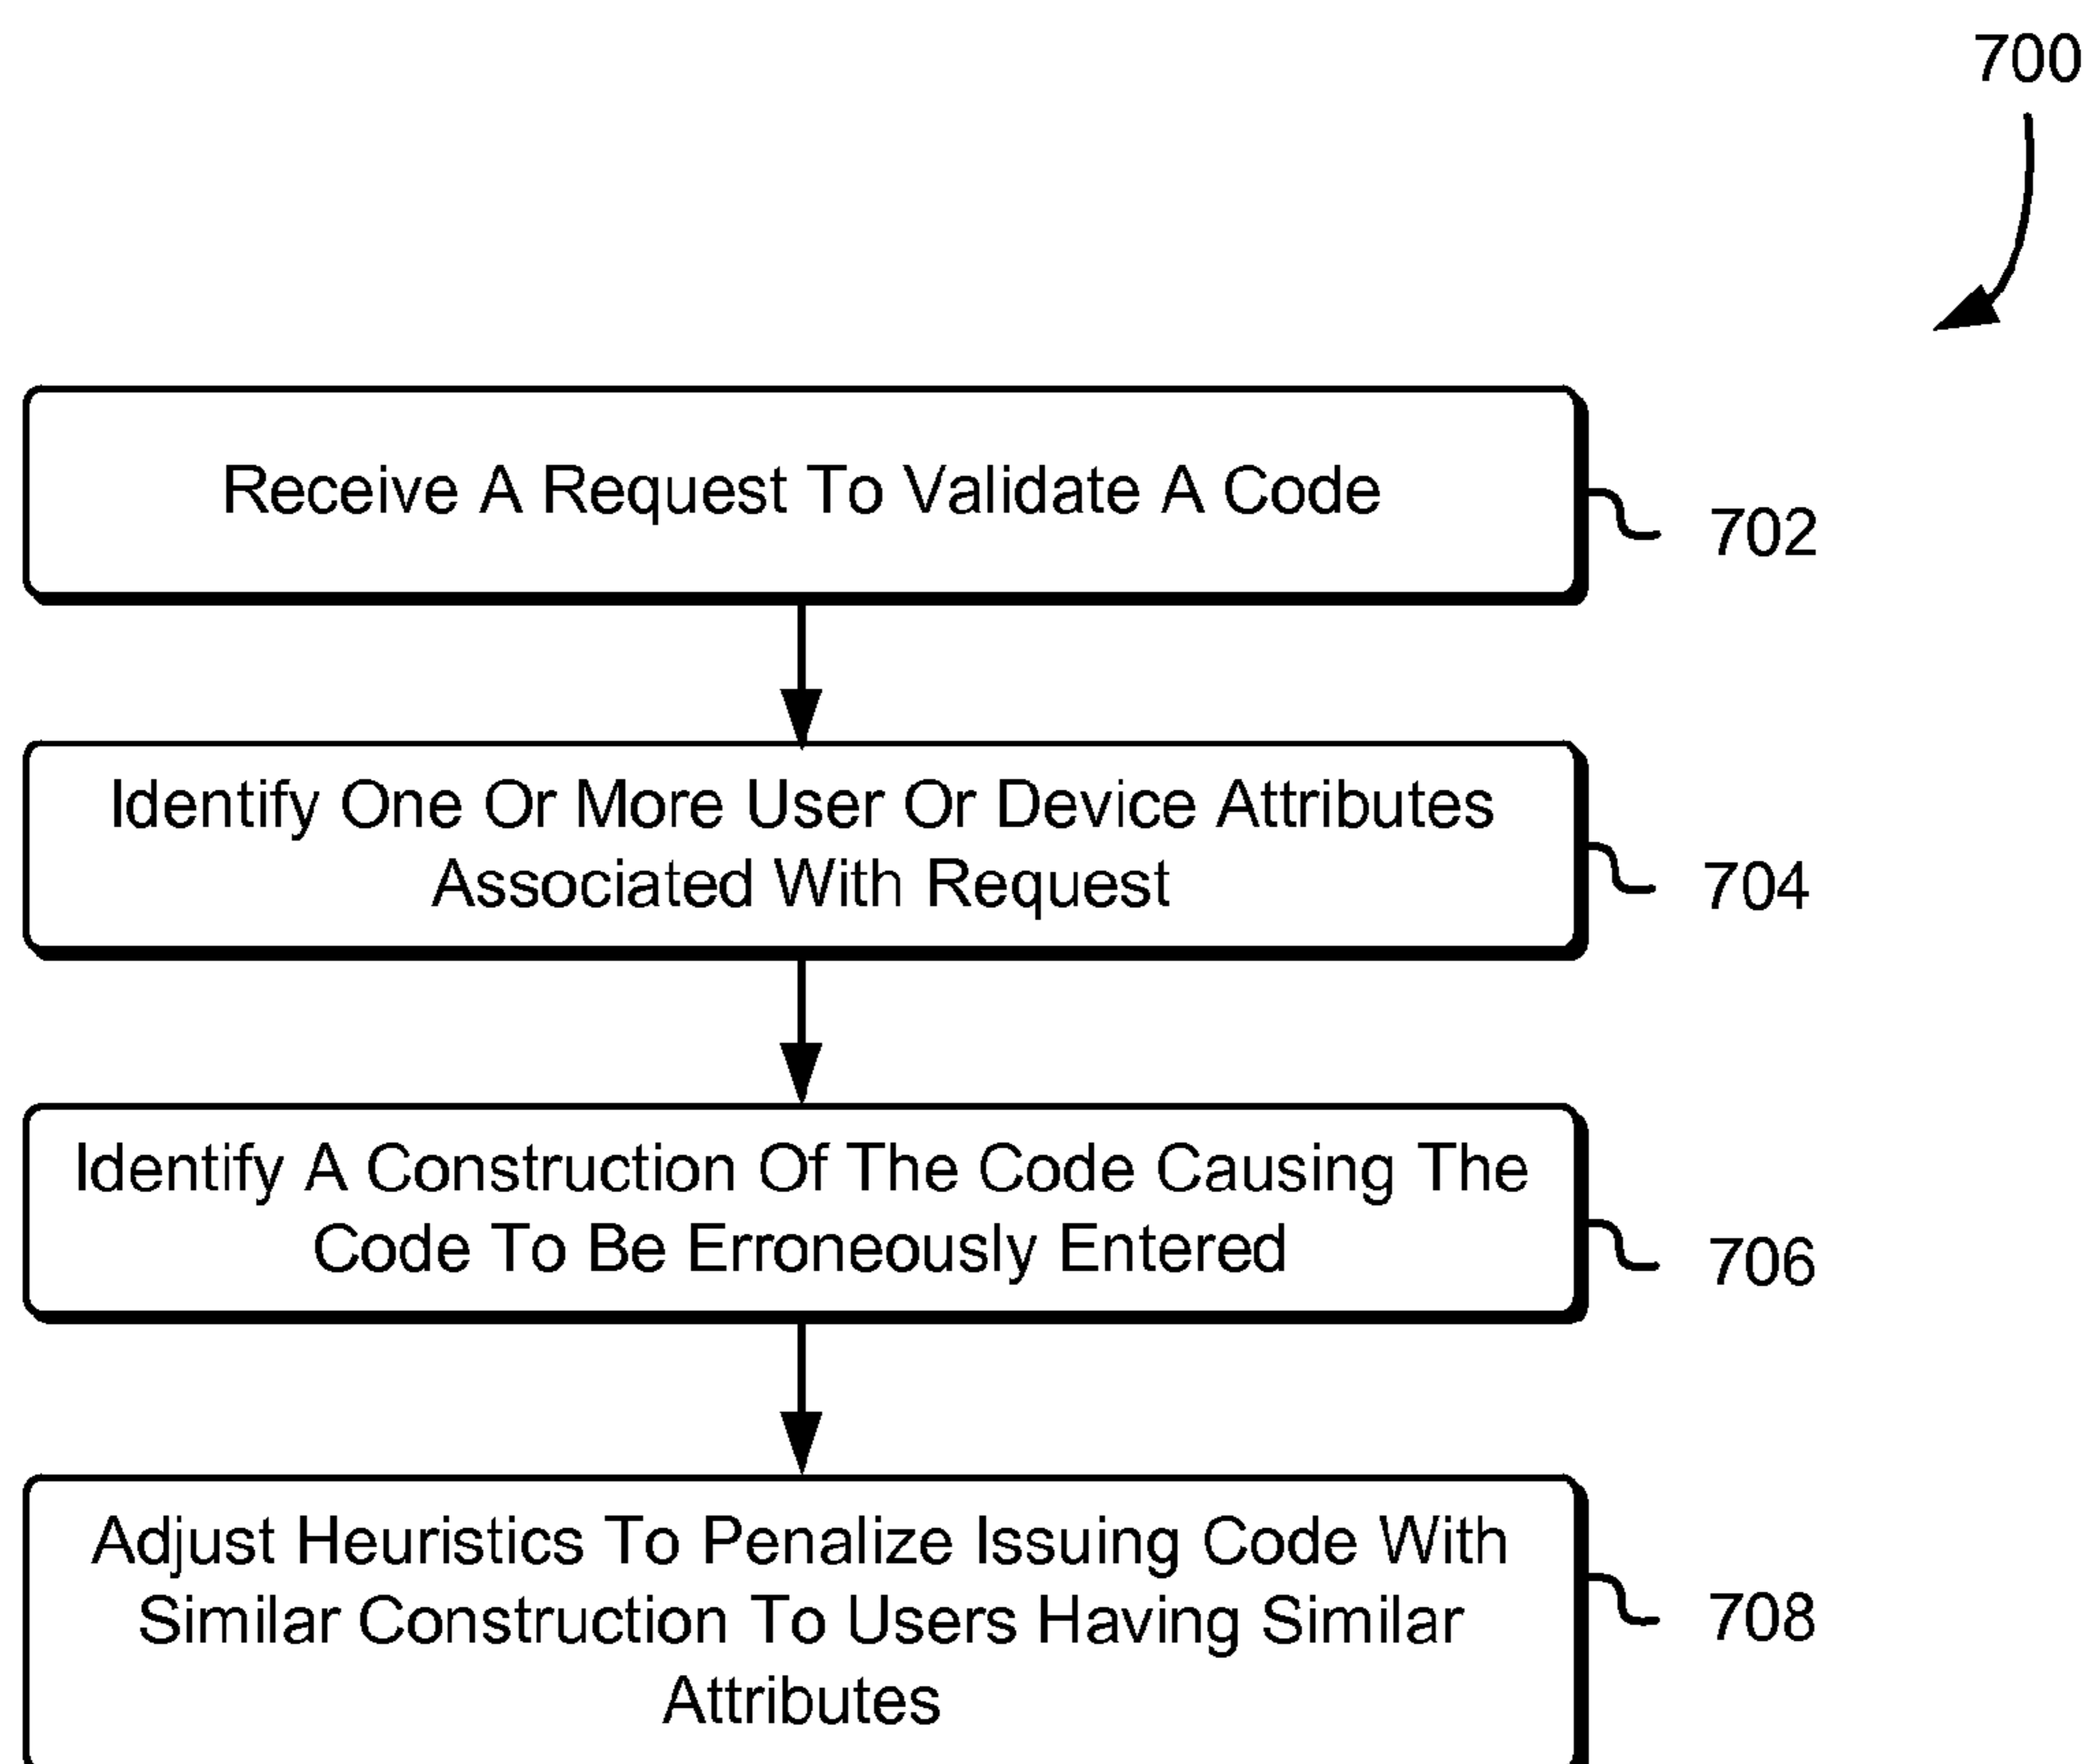 700
Receive A Request To Validate A Code
702
Identify One Or More User Or Device Attributes
Associated With Request
704
Identify A Construction Of The Code Causing The
Code To Be Erroneously Entered
706
Adjust Heuristics To Penalize Issuing Code With
Similar Construction To Users Having Similar
Attributes
708